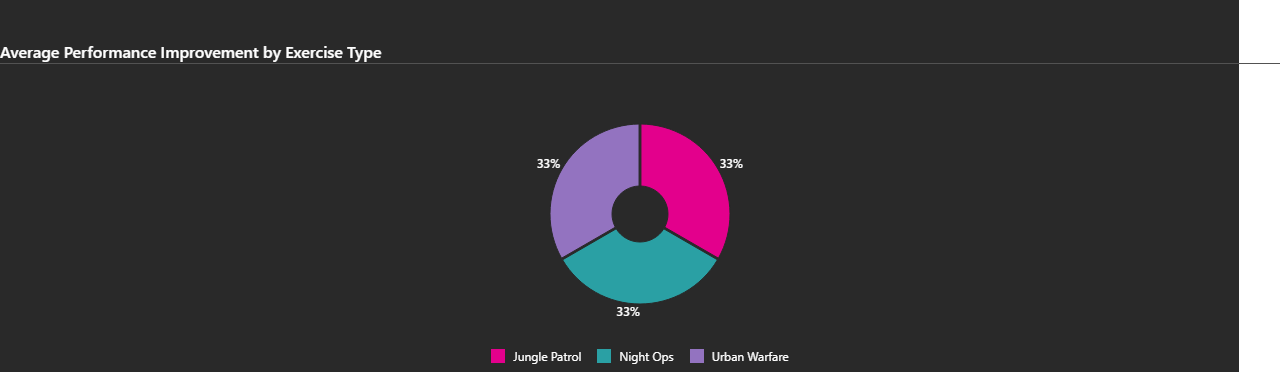 Average Performance Improvement by Exercise Type
33% 33%
33%
Jungle Patrol Night Ops Urban Warfare